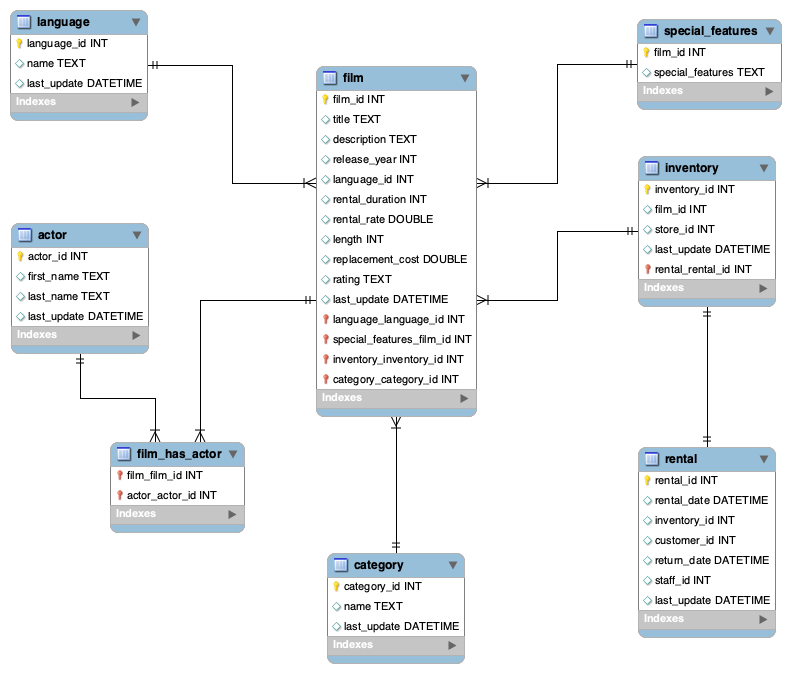 language
language_id INT
name TEXT
last_update DATETIME
Indexes
actor
actor_id INT
first_name TEXT
last_name TEXT
last_update DATETIME
Indexes
film_has_actor
film_film_id INT
actor_actor_id INT
Indexes
film
film_id INT
title TEXT
description TEXT
release_year INT
language_id INT
rental_duration INT
rental_rate DOUBLE
length INT
replacement_cost DOUBLE
rating TEXT
last_update DATETIME
language_language_id INT
special_features_film_id INT
inventory_inventory_id INT
category_category_id INT
Indexes
category
category_id INT
name TEXT
last_update DATETIME
Indexes
special_features
film_id INT
special_features TEXT
Indexes
inventory
inventory_id INT
film_id INT
store_id INT
last_update DATETIME
rental_rental_id INT
Indexes
rental
rental_id INT
rental_date DATETIME
inventory_id INT
customer_id INT
return_date DATETIME
staff_id INT
last_update DATETIME
Indexes